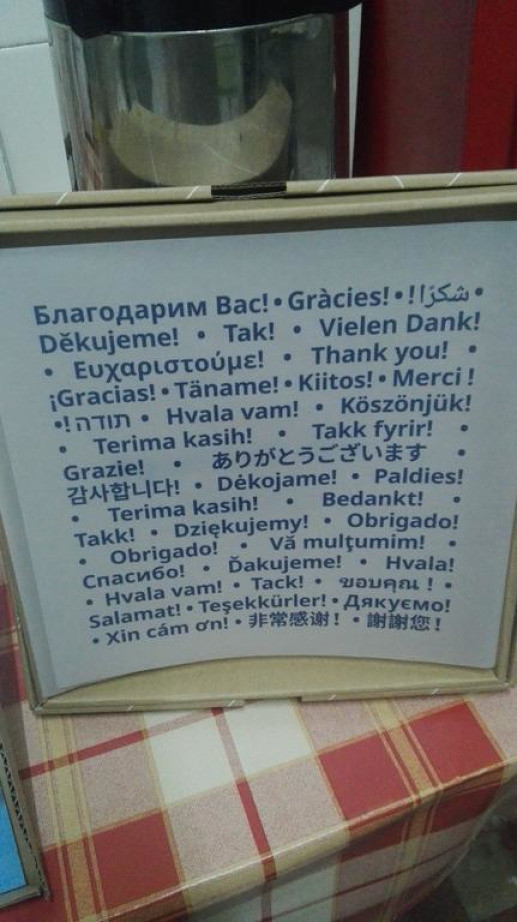 Благодарим Вас! • Gràcies! • شكرًا! •
Děkujeme! • Tak! • Vielen Dank!
• Ευχαριστούμε! • Thank you! •
¡Gracias! • Täname! • Kiitos! • Merci !
• תודה! • Hvala vam! • Köszönjük!
• Terima kasih! • Takk fyrir! •
Grazie! • ありがとうございます •
감사합니다! • Dėkojame! • Paldies!
• Terima kasih! • Bedankt! •
Takk! • Dziękujemy! • Obrigado!
• Obrigado! • Vă mulţumim! •
Спасибо! • Ďakujeme! • Hvala!
• Hvala vam! • Tack! • ขอบคุณ ! •
Salamat! • Teşekkürler! • Дякуємо!
• Xin cám ơn! • 非常感谢！ • 謝謝您！